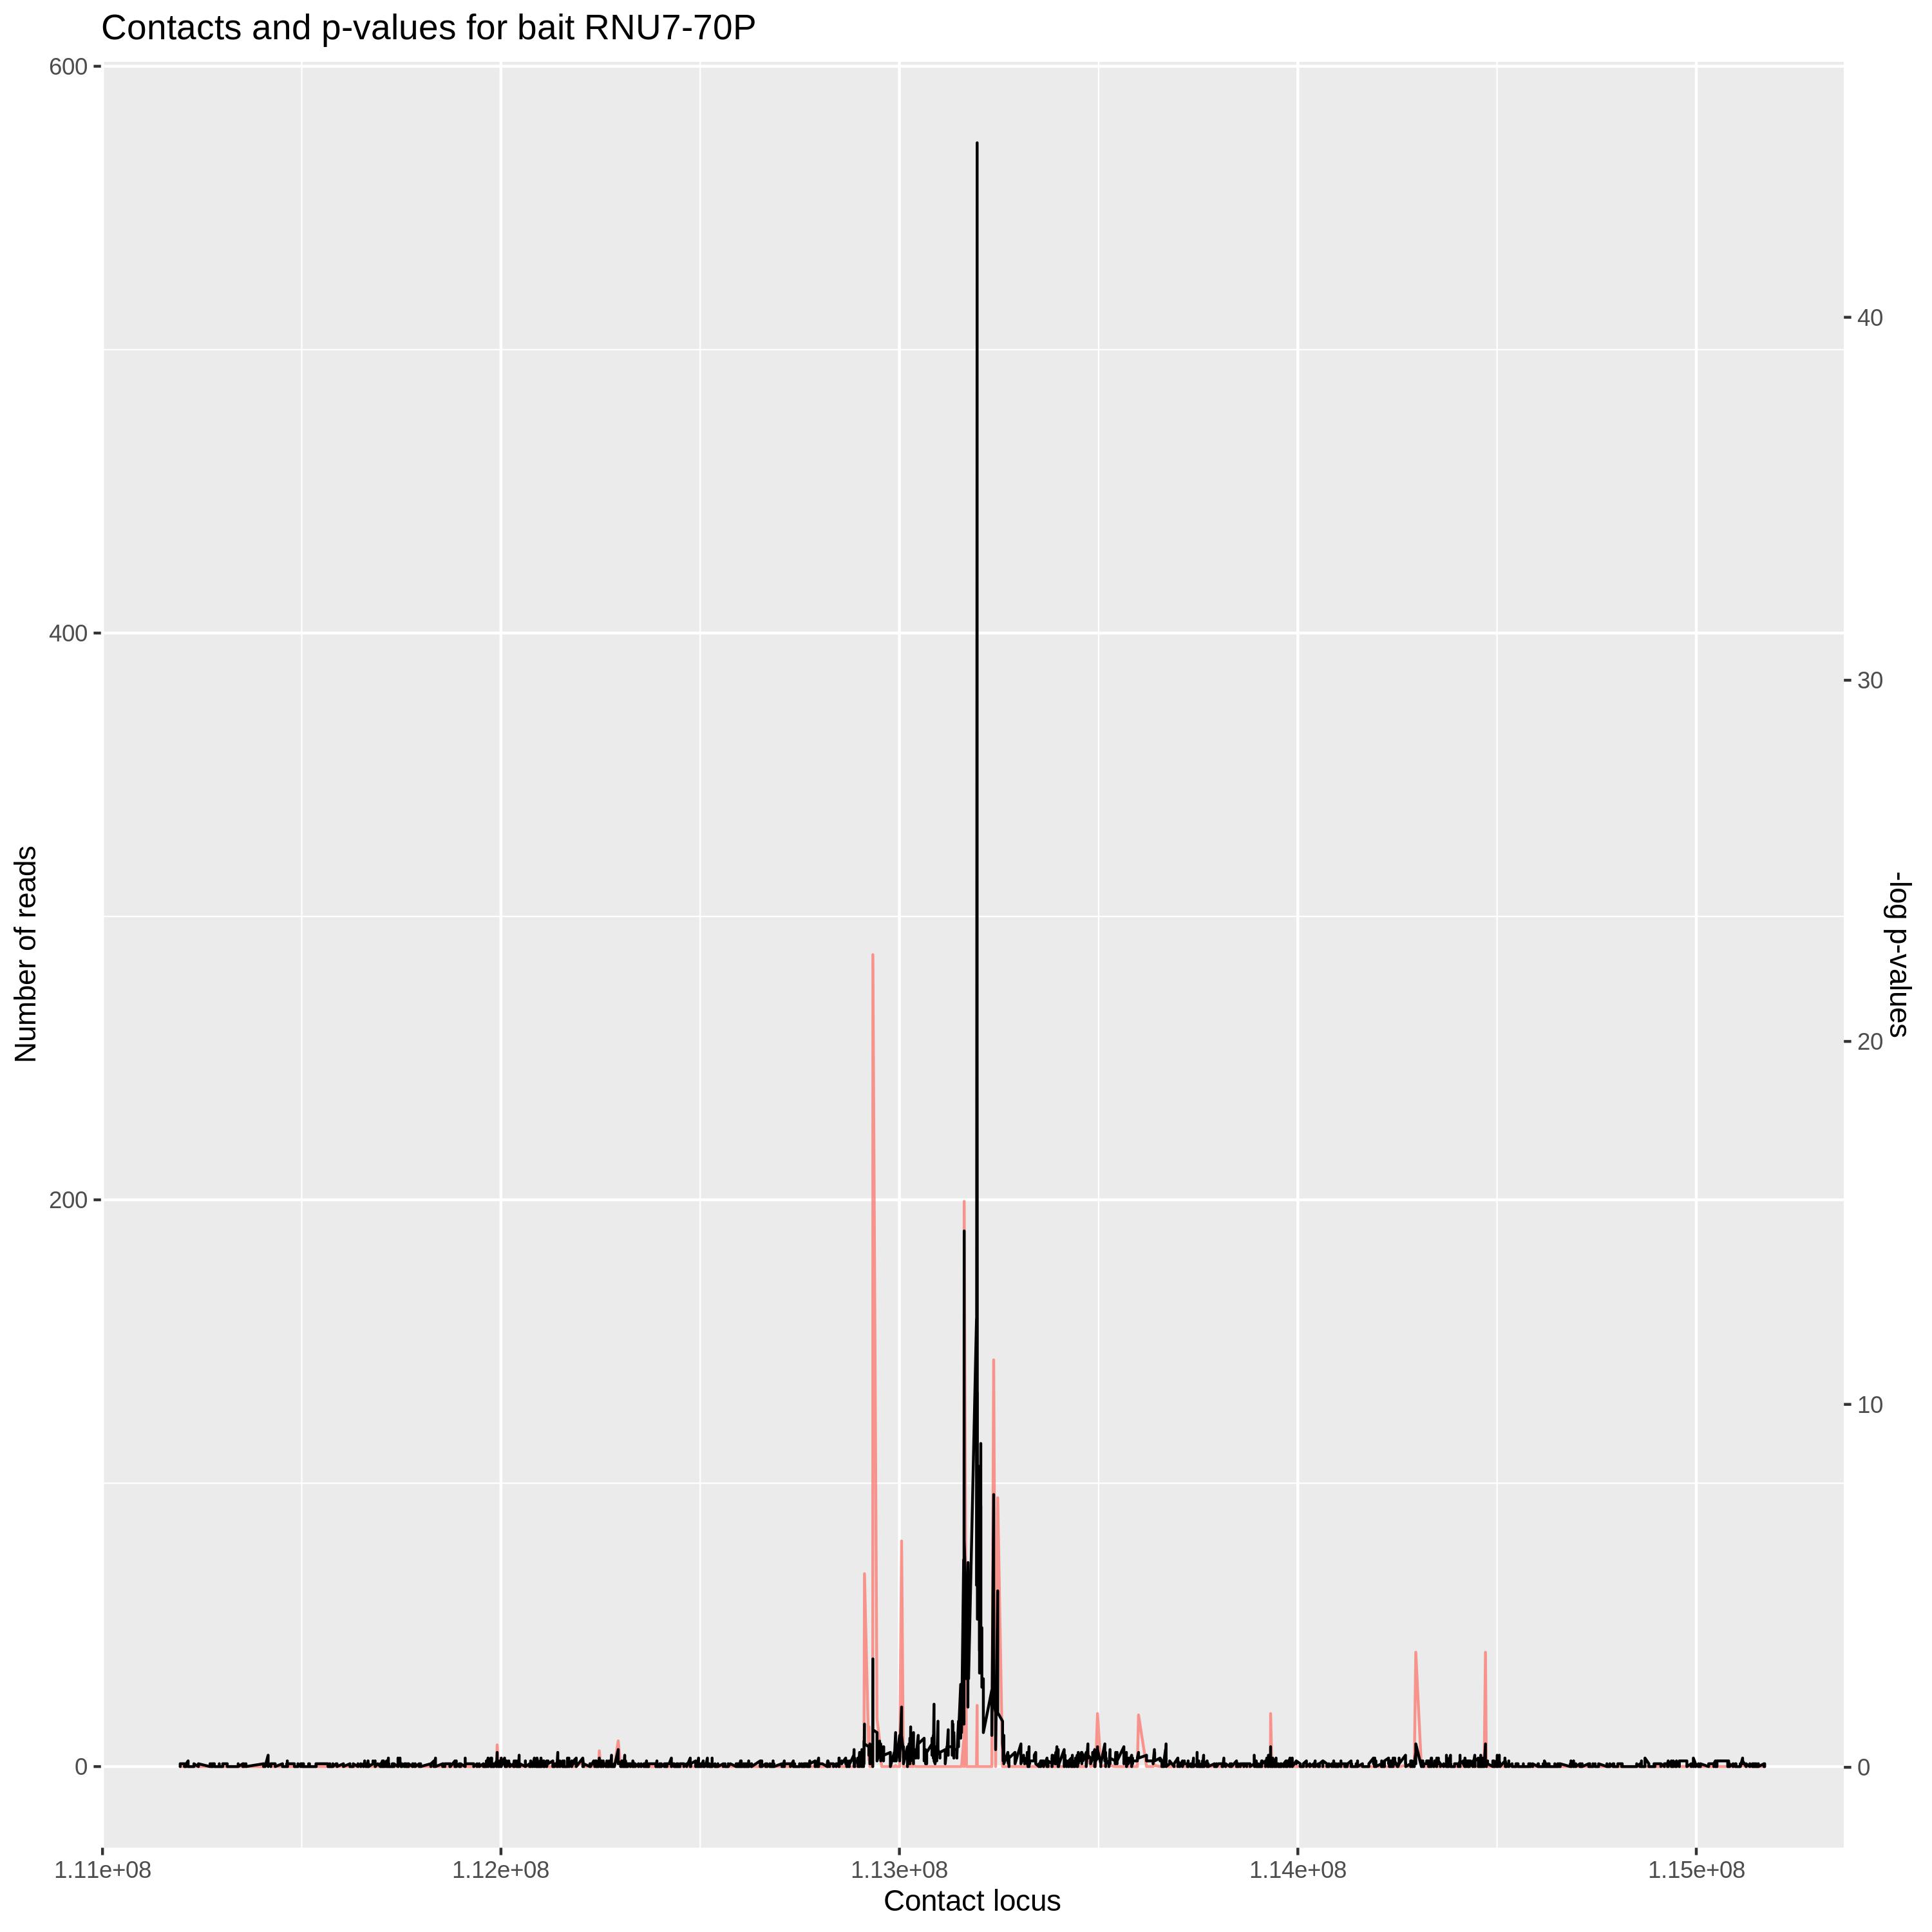 Contacts and p-values for bait RNU7-70P
600
400
200
0
Number of reads
40
30
20
10
0
-log p-values
1.11e+08 1.12e+08 1.13e+08 1.14e+08 1.15e+08
Contact locus